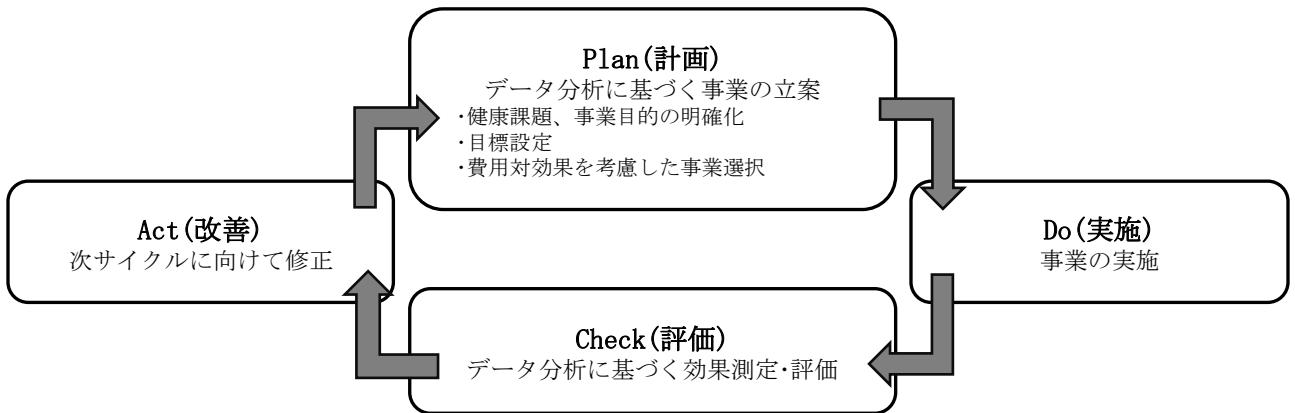 Plan(計画)
データ分析に基づく事業の立案
･健康課題、事業目的の明確化
･目標設定
･費用対効果を考慮した事業選択
Act(改善)
次サイクルに向けて修正
Do(実施)
事業の実施
Check(評価)
データ分析に基づく効果測定･評価